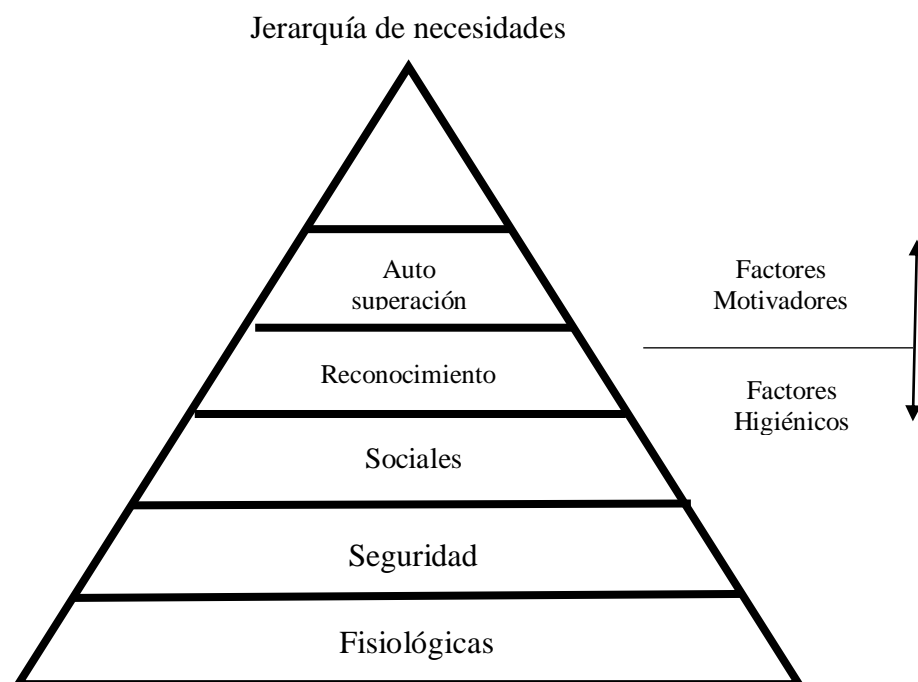 Jerarquía de necesidades
Auto
superación
Reconocimiento
Sociales
Seguridad
Fisiológicas
Factores
Motivadores
Factores
Higiénicos